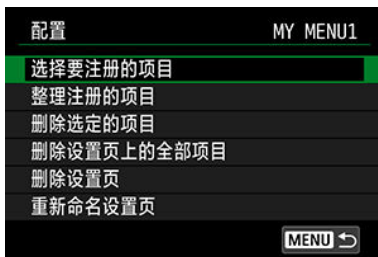 配置 MY MENU1
选择要注册的项目
整理注册的项目
删除选定的项目
删除设置页上的全部项目
删除设置页
重新命名设置页
MENU